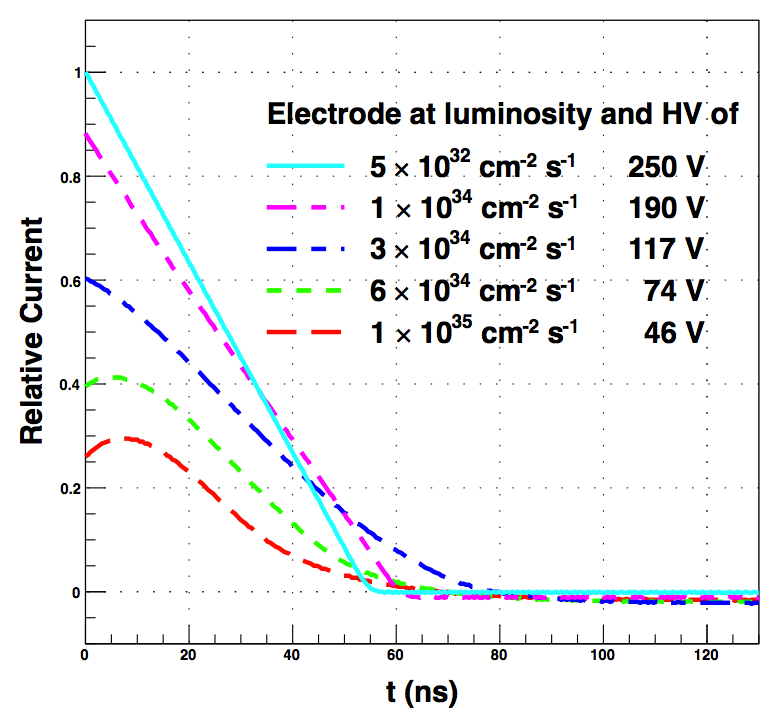 Electrode at luminosity and HV of
5 × 10³² cm⁻² s⁻¹ 250 V
1 × 10³⁴ cm⁻² s⁻¹ 190 V
3 × 10³⁴ cm⁻² s⁻¹ 117 V
6 × 10³⁴ cm⁻² s⁻¹ 74 V
1 × 10³⁵ cm⁻² s⁻¹ 46 V
Relative Current
1
0.8
0.6
0.4
0.2
0
0 20 40 60 80 100 120
t (ns)